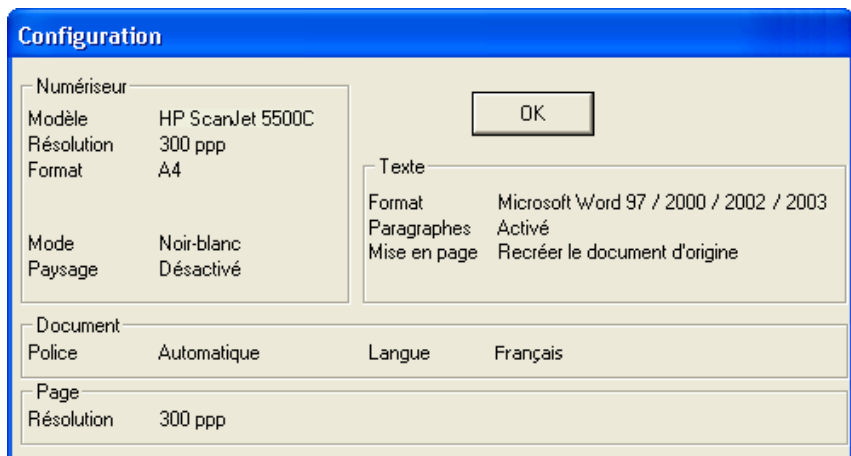 Configuration
Numériseur
Modèle HP ScanJet 5500C
Résolution 300 ppp
Format A4
Mode Noir-blanc
Paysage Désactivé
OK
Texte
Format Microsoft Word 97 / 2000 / 2002 / 2003
Paragraphes Activé
Mise en page Recréer le document d'origine
Document
Police Automatique Langue Français
Page
Résolution 300 ppp